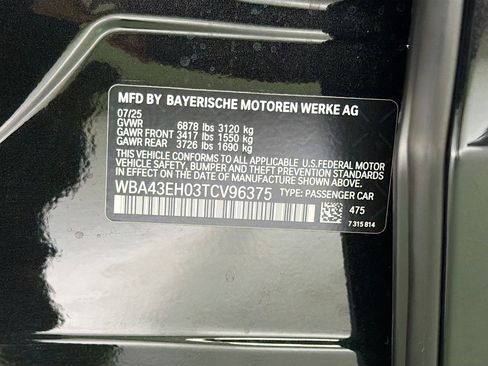 MFD BY BAYERISCHE MOTOREN WERKE AG
07/25
GVWR 6878 lbs 3120 kg
GAWR FRONT 3417 lbs 1550 kg
GAWR REAR 3726 lbs 1690 kg
THIS VEHICLE CONFORMS TO ALL APPLICABLE U.S.FEDERAL MOTOR
VEHICLE SAFETY, BUMPER, AND THEFT PREVENTION STANDARDS
IN EFFECT ON THE DATE OF MANUFACTURE SHOWN ABOVE.
WBA43EH03TCV96375 TYPE: PASSENGER CAR
475
7 315 814